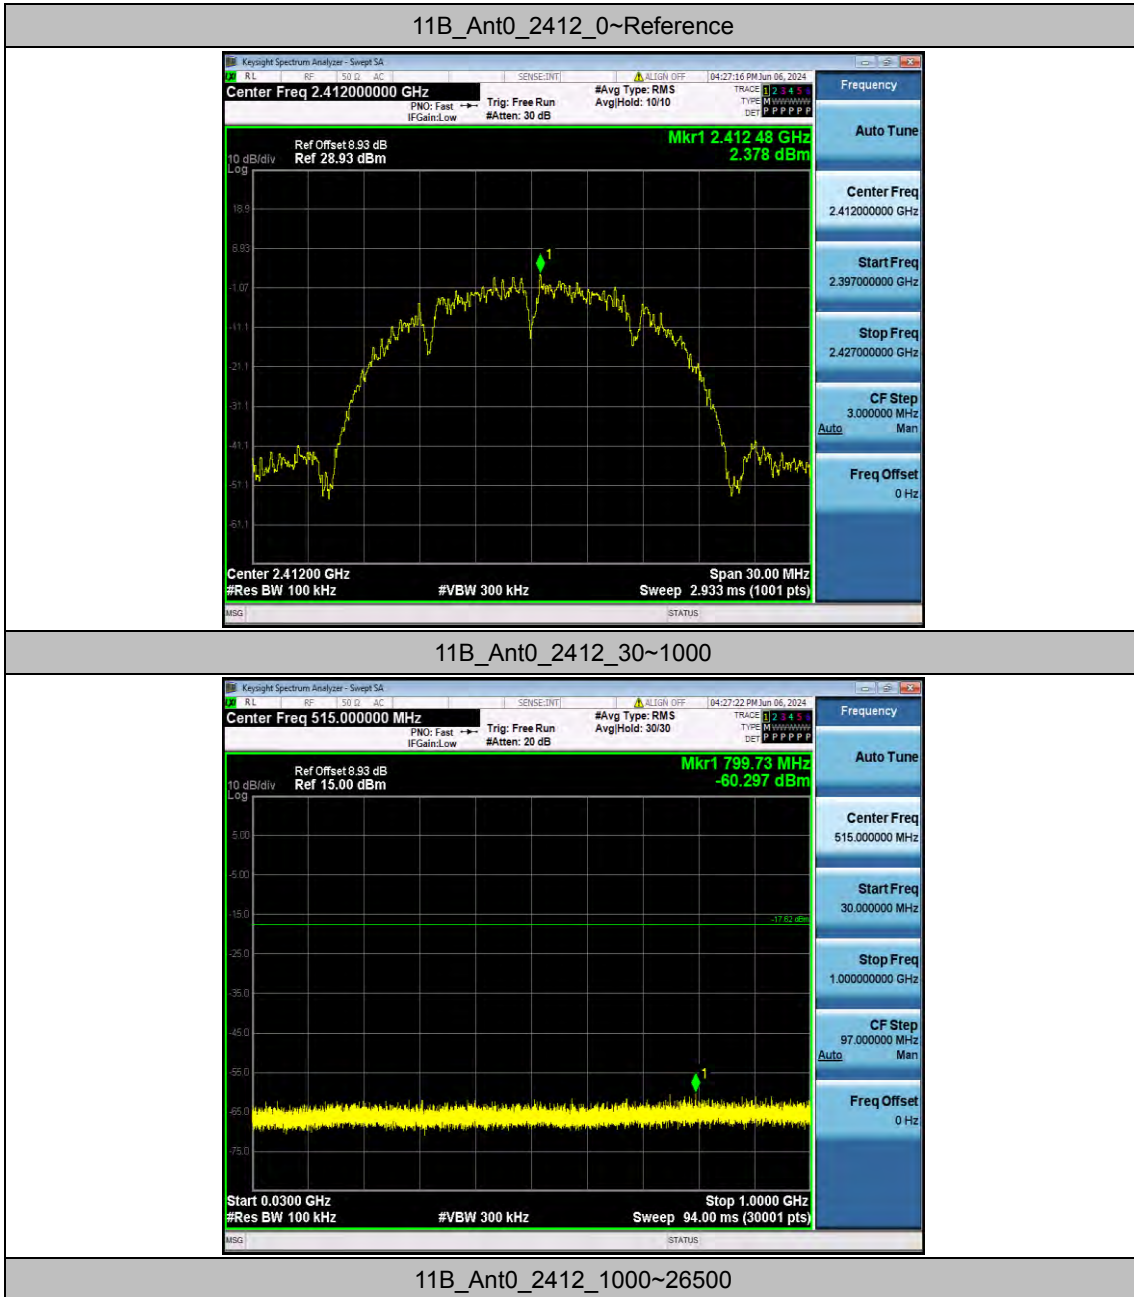 11B_Ant0_2412_0~Reference
Keysight Spectrum Analyzer - Swept SA
RL RF 50 Ω AC SENSE:INT ALIGN OFF 04:27:16 PM Jun 06, 2024
Center Freq 2.412000000 GHz
PNO: Fast
IFGain:Low
Trig: Free Run
#Atten: 30 dB
#Avg Type: RMS
Avg|Hold: 10/10
TRACE 1 2 3 4 5 6
TYPE M W W W W W
DET P P P P P P
Frequency
Ref Offset 8.93 dB
10 dB/div Ref 28.93 dBm
Log
Mkr1 2.412 48 GHz
2.378 dBm
18.9
8.93
-1.07
-11.1
-21.1
-31.1
-41.1
-51.1
-61.1
1
Center 2.41200 GHz Span 30.00 MHz
#Res BW 100 kHz #VBW 300 kHz Sweep 2.933 ms (1001 pts)
MSG STATUS
Auto Tune
Center Freq
2.412000000 GHz
Start Freq
2.397000000 GHz
Stop Freq
2.427000000 GHz
CF Step
3.000000 MHz
Auto Man
Freq Offset
0 Hz
11B_Ant0_2412_30~1000
Keysight Spectrum Analyzer - Swept SA
RL RF 50 Ω AC SENSE:INT ALIGN OFF 04:27:22 PM Jun 06, 2024
Center Freq 515.000000 MHz
PNO: Fast
IFGain:Low
Trig: Free Run
#Atten: 20 dB
#Avg Type: RMS
Avg|Hold: 30/30
TRACE 1 2 3 4 5 6
TYPE M W W W W W
DET P P P P P P
Frequency
Ref Offset 8.93 dB
10 dB/div Ref 15.00 dBm
Log
Mkr1 799.73 MHz
-60.297 dBm
5.00
-5.00
-15.0
-25.0
-35.0
-45.0
-55.0
-65.0
-75.0
-17.62 dBm
1
Start 0.0300 GHz Stop 1.0000 GHz
#Res BW 100 kHz #VBW 300 kHz Sweep 94.00 ms (30001 pts)
MSG STATUS
Auto Tune
Center Freq
515.000000 MHz
Start Freq
30.000000 MHz
Stop Freq
1.000000000 GHz
CF Step
97.000000 MHz
Auto Man
Freq Offset
0 Hz
11B_Ant0_2412_1000~26500